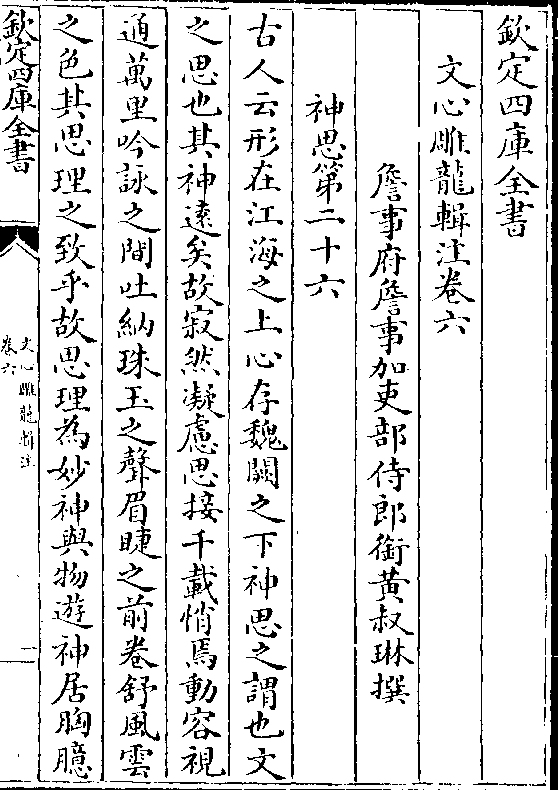 欽定四庫全書
文心雕龍輯注卷六
詹事府詹事加吏部侍郎銜黃叔琳撰
神思第二十六
古人云形在江海之上心存魏闕之下神思之謂也文
之思也其神遠矣故寂然凝慮思接千載悄焉動容視
通萬里吟詠之間吐納珠玉之聲眉睫之前卷舒風雲
之色其思理之致乎故思理為妙神與物遊神居胸臆
欽定四庫全書
文心雕龍輯注
卷六
一